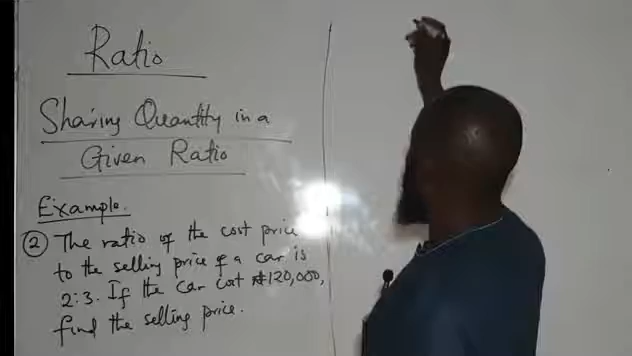 Ratio
Sharing Quantity in a
Given Ratio
Example.
② The ratio of the cost price
to the selling price of a car is
2:3. If the car cost ₦120,000,
find the selling price.